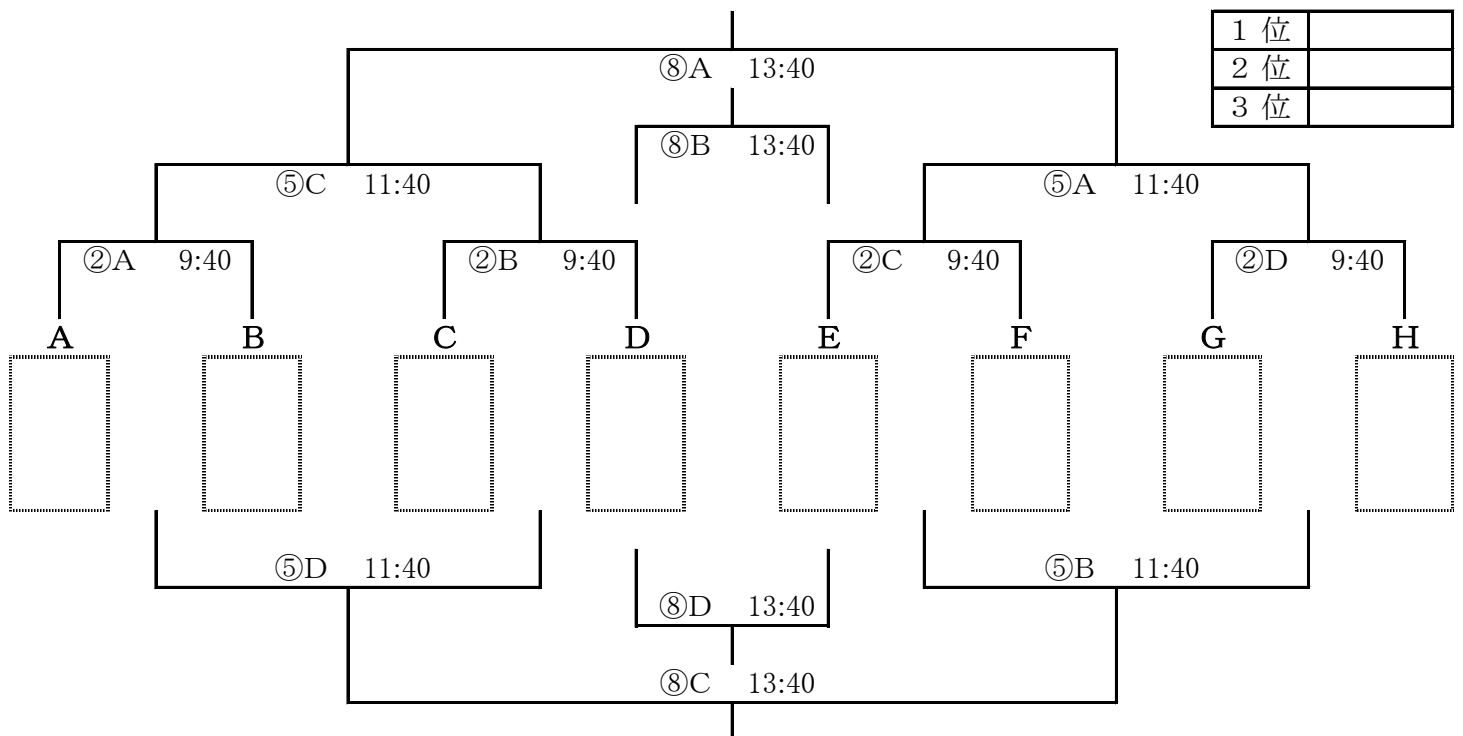 1 位
2 位
3 位
⑧A 13:40
⑧B 13:40
⑤C 11:40
⑤A 11:40
②A 9:40
②B 9:40
②C 9:40
②D 9:40
A B C D E F G H
⑤D 11:40
⑤B 11:40
⑧D 13:40
⑧C 13:40